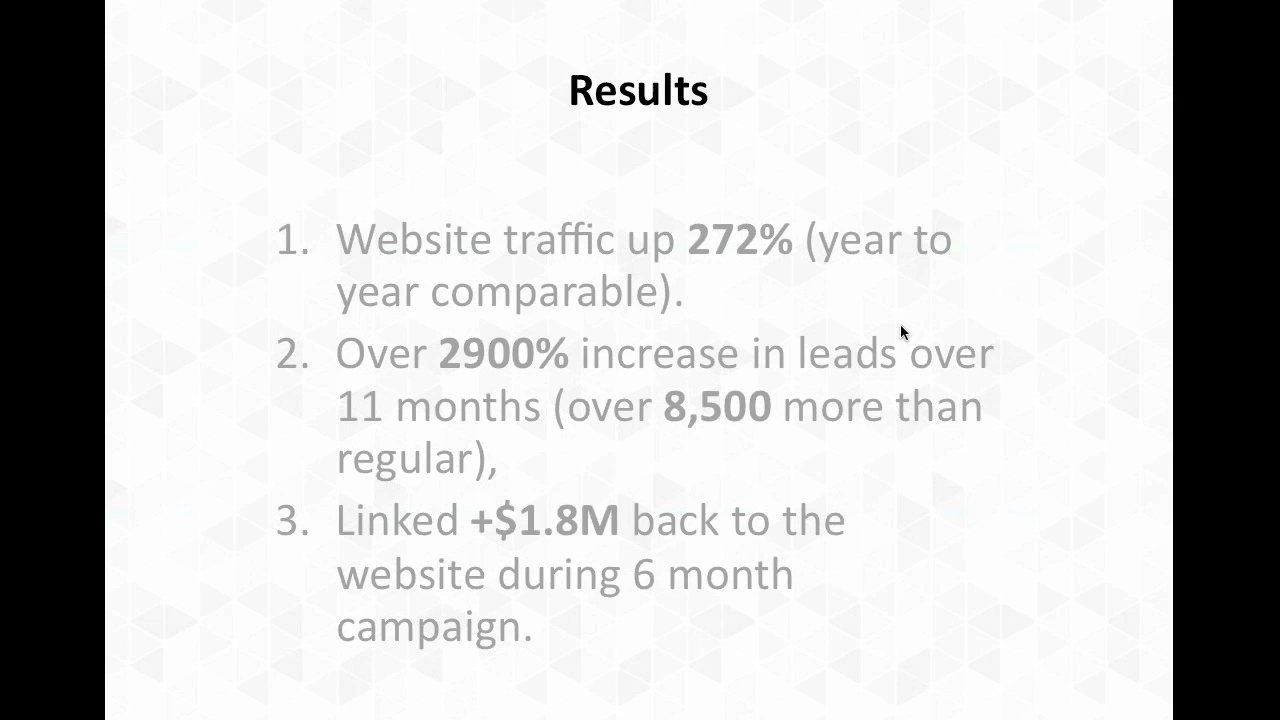 Results
1. Website traffic up 272% (year to
year comparable).
2. Over 2900% increase in leads over
11 months (over 8,500 more than
regular),
3. Linked +$1.8M back to the
website during 6 month
campaign.